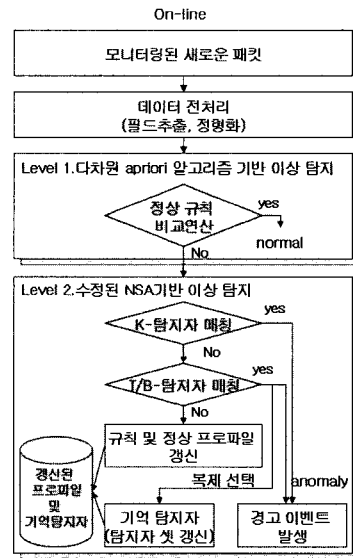 On-line
모니터링된 새로운 패킷
데이터 전처리
(필드추출, 정형화)
Level 1.다차원 apriori 알고리즘 기반 이상 탐지
정상 규칙
비교연산
yes
normal
No
Level 2.수정된 NSA기반 이상 탐지
K-탐지자 매칭
yes
No
T/B-탐지자 매칭
yes
No
규칙 및 정상 프로파일
갱신
갱신된
프로파일
및
기억탐지자
복제 선택
anomaly
기억 탐지자
(탐지자 셋 갱신)
경고 이벤트
발생